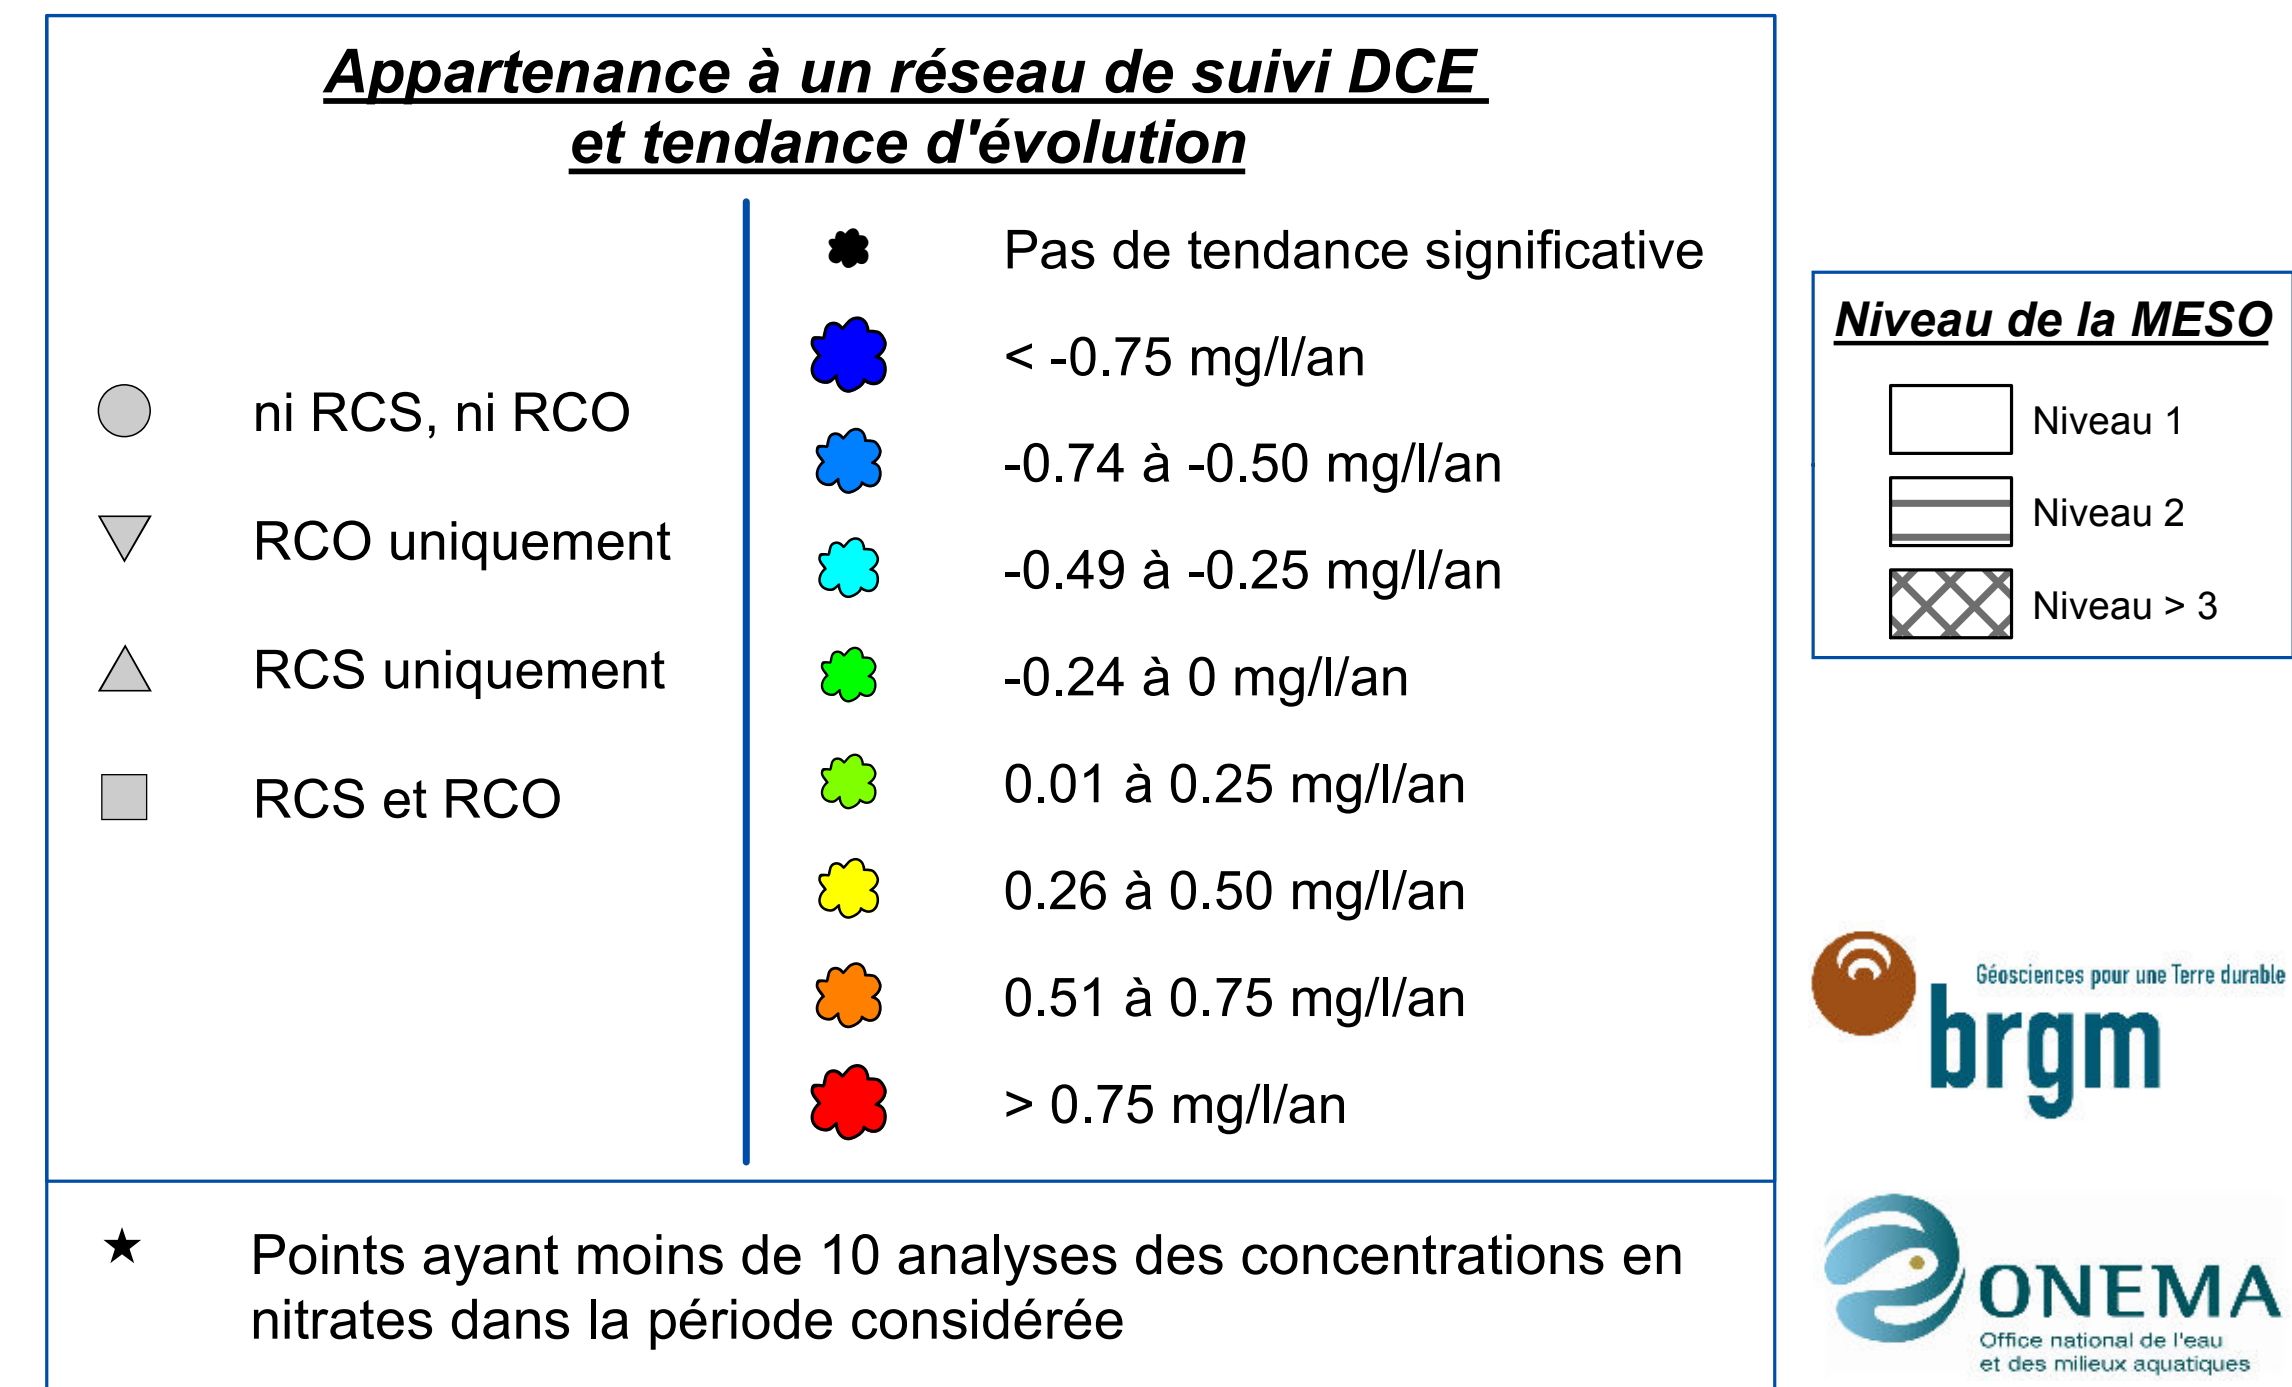 Appartenance à un réseau de suivi DCE
et tendance d'évolution
ni RCS, ni RCO
RCO uniquement
RCS uniquement
RCS et RCO
Pas de tendance significative
< -0.75 mg/l/an
-0.74 à -0.50 mg/l/an
-0.49 à -0.25 mg/l/an
-0.24 à 0 mg/l/an
0.01 à 0.25 mg/l/an
0.26 à 0.50 mg/l/an
0.51 à 0.75 mg/l/an
> 0.75 mg/l/an
Points ayant moins de 10 analyses des concentrations en
nitrates dans la période considérée
Niveau de la MESO
Niveau 1
Niveau 2
Niveau > 3
Géosciences pour une Terre durable
brgm
ONEMA
Office national de l'eau
et des milieux aquatiques